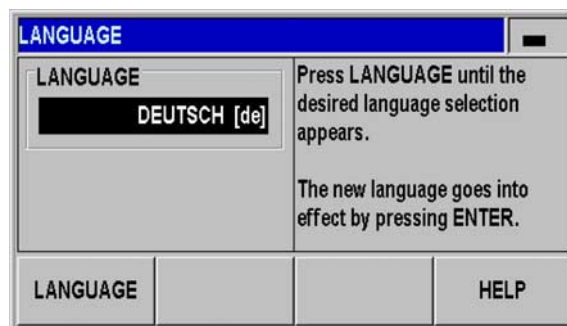 LANGUAGE
LANGUAGE
DEUTSCH [de]
Press LANGUAGE until the
desired language selection
appears.
The new language goes into
effect by pressing ENTER.
LANGUAGE
HELP